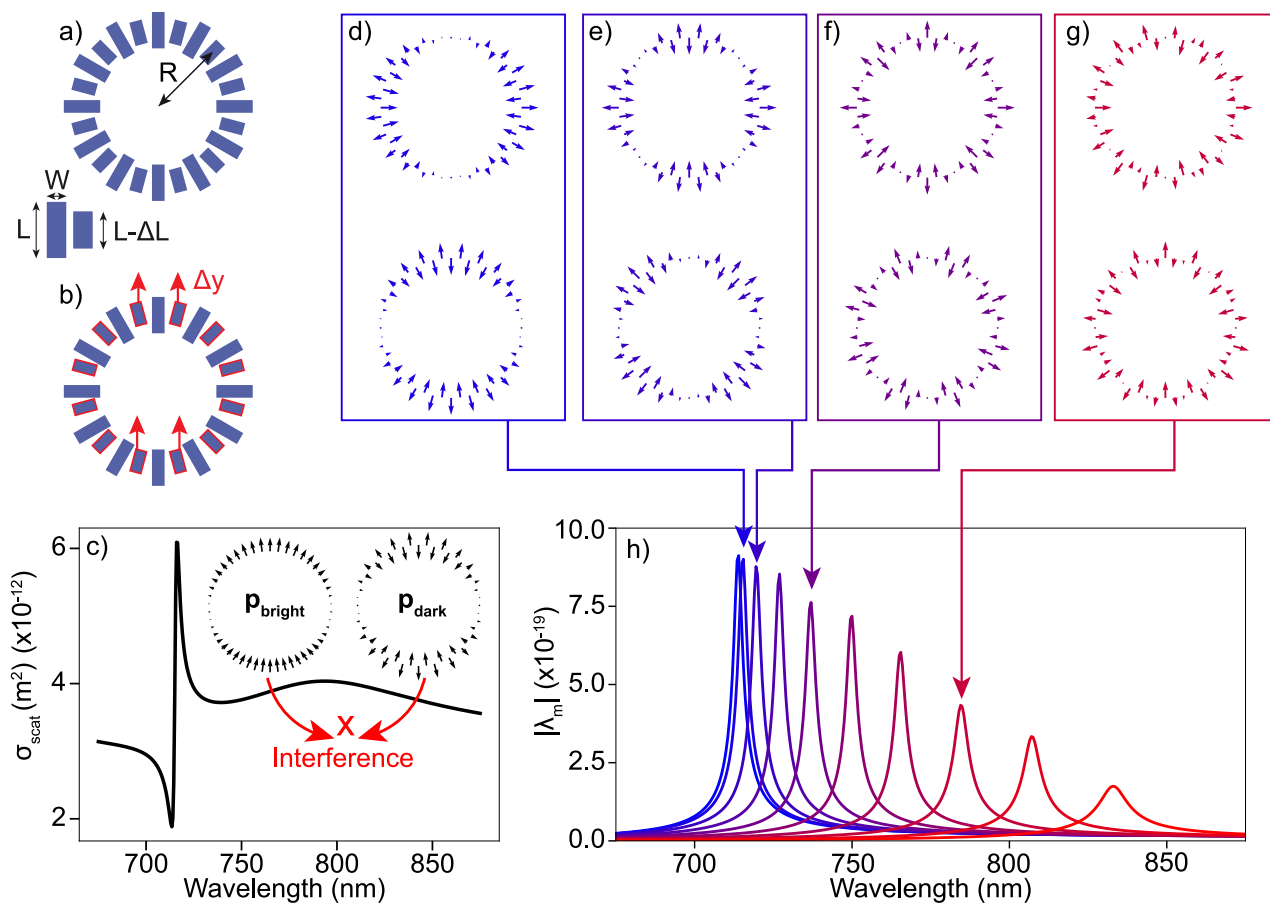 a)
R
W
L
L-ΔL
b)
Δy
d)
e)
f)
g)
c)
σscat (m²) (x10⁻¹²)
6
4
2
pbright
pdark
X
Interference
700
750
800
850
Wavelength (nm)
h)
|λm| (x10⁻¹⁹)
10.0
7.5
5.0
2.5
0.0
700
750
800
850
Wavelength (nm)